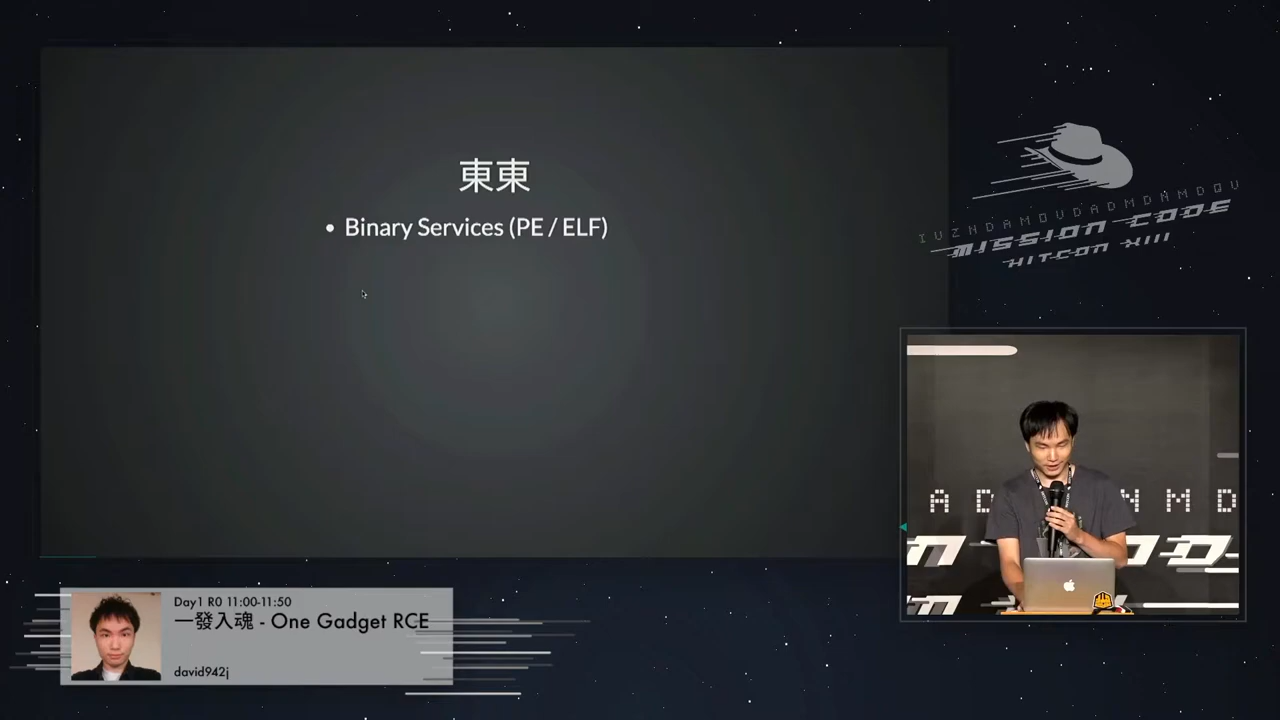 東東
• Binary Services (PE / ELF)
IUZNDAMOUDADMDNMDQU
MISSION CODE
HITCON XIII
A D
N M D
Day1 R0 11:00-11:50
一發入魂 - One Gadget RCE
david942j